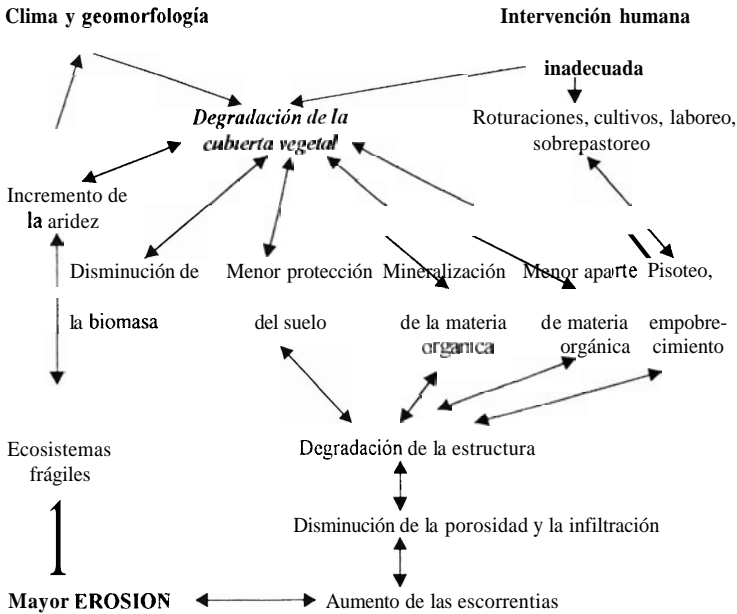 Clima y geomorfología
Intervención humana
inadecuada
Degradación de la
cubierta vegetal
Roturaciones, cultivos, laboreo,
sobrepastoreo
Incremento de
la aridez
Disminución de
la biomasa
Menor protección
del suelo
Mineralización
de la materia
organica
Menor aparte
de materia
orgánica
Pisoteo,
empobre-
cimiento
Ecosistemas
frágiles
Degradación de la estructura
Disminución de la porosidad y la infiltración
Mayor EROSION
Aumento de las escorrentias